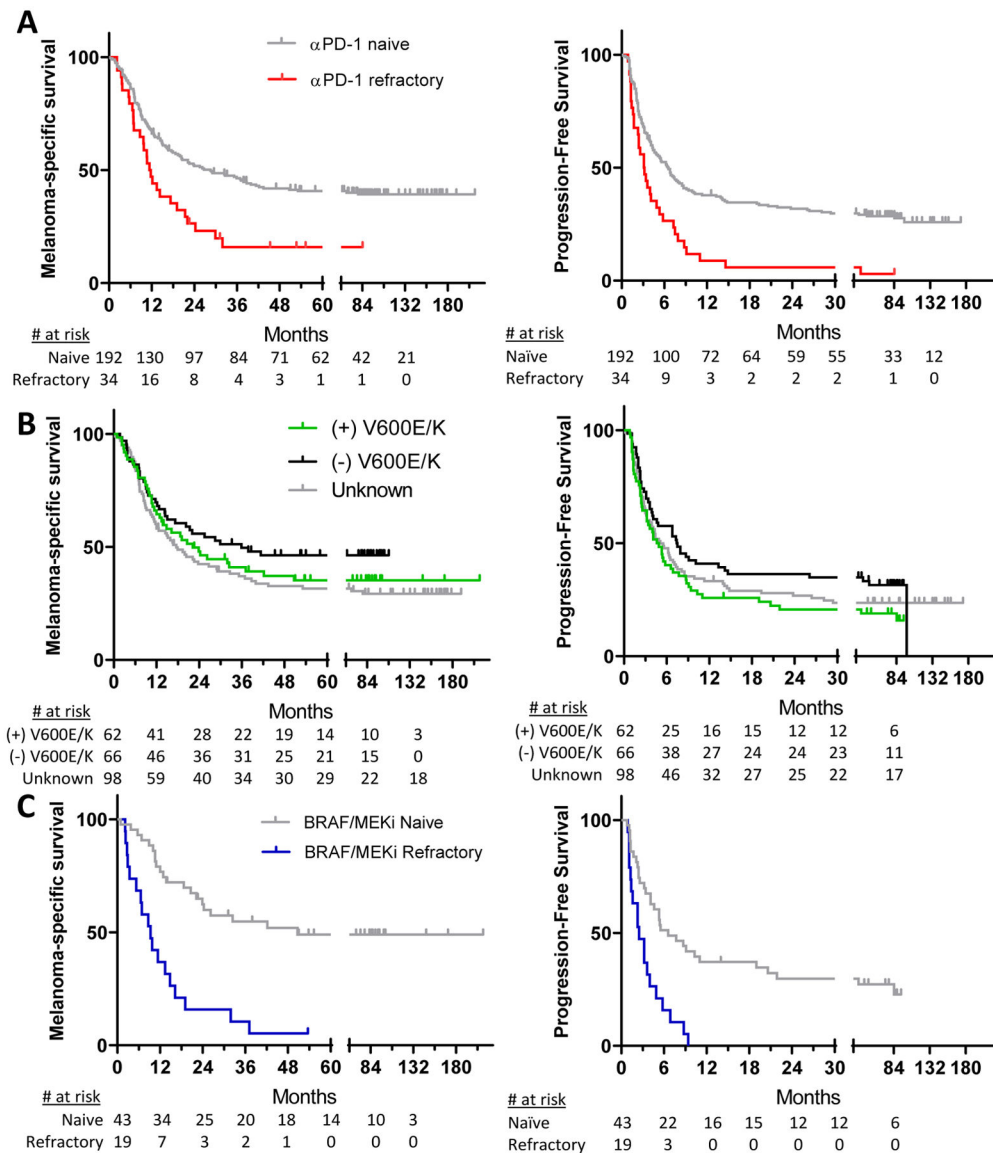 A
Melanoma-specific survival
100
50
0
αPD-1 naive
αPD-1 refractory
0 12 24 36 48 60 84 132 180
Months
# at risk
Naive 192 130 97 84 71 62 42 21
Refractory 34 16 8 4 3 1 1 0
Progression-Free Survival
100
50
0
0 6 12 18 24 30 84 132 180
Months
# at risk
Naïve 192 100 72 64 59 55 33 12
Refractory 34 9 3 2 2 2 1 0
B
Melanoma-specific survival
100
50
0
(+) V600E/K
(-) V600E/K
Unknown
0 12 24 36 48 60 84 132 180
Months
# at risk
(+) V600E/K 62 41 28 22 19 14 10 3
(-) V600E/K 66 46 36 31 25 21 15 0
Unknown 98 59 40 34 30 29 22 18
Progression-Free Survival
100
50
0
0 6 12 18 24 30 84 132 180
Months
# at risk
(+) V600E/K 62 25 16 15 12 12 6
(-) V600E/K 66 38 27 24 24 23 11
Unknown 98 46 32 27 25 22 17
C
Melanoma-specific survival
100
50
0
BRAF/MEKi Naive
BRAF/MEKi Refractory
0 12 24 36 48 60 84 132 180
Months
# at risk
Naive 43 34 25 20 18 14 10 3
Refractory 19 7 3 2 1 0 0 0
Progression-Free Survival
100
50
0
0 6 12 18 24 30 84 132 180
Months
# at risk
Naïve 43 22 16 15 12 12 6
Refractory 19 3 0 0 0 0 0